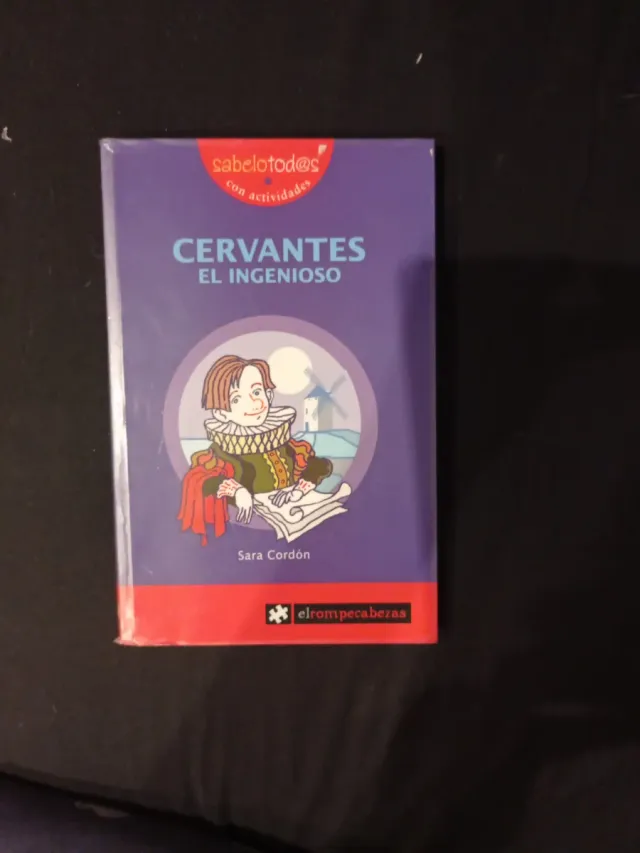 sabelotod@s
con actividades
CERVANTES
EL INGENIOSO
Sara Cordón
elrompecabezas